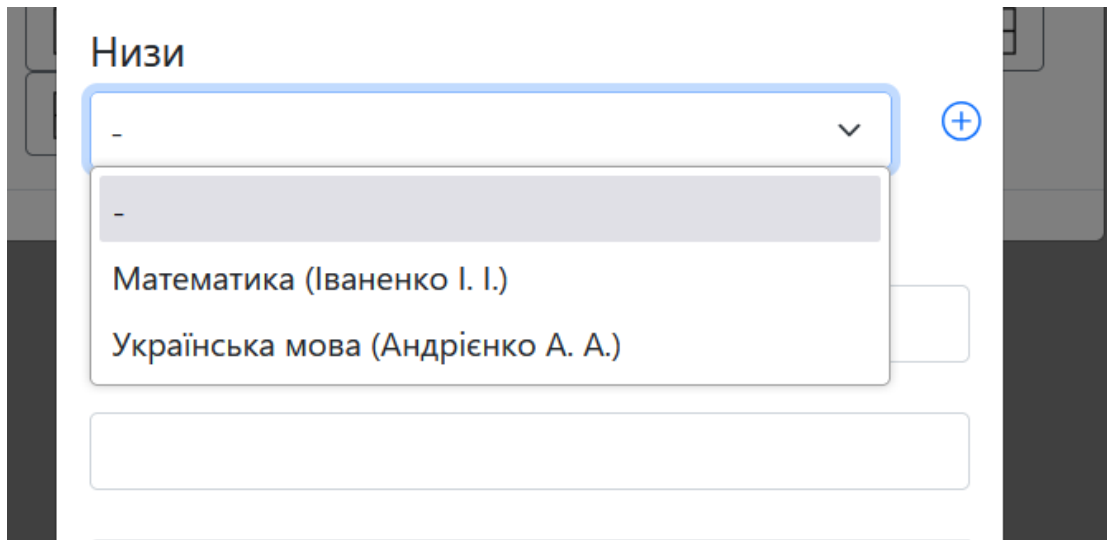 Низи
-
-
Математика (Іваненко І. І.)
Українська мова (Андрієнко А. А.)